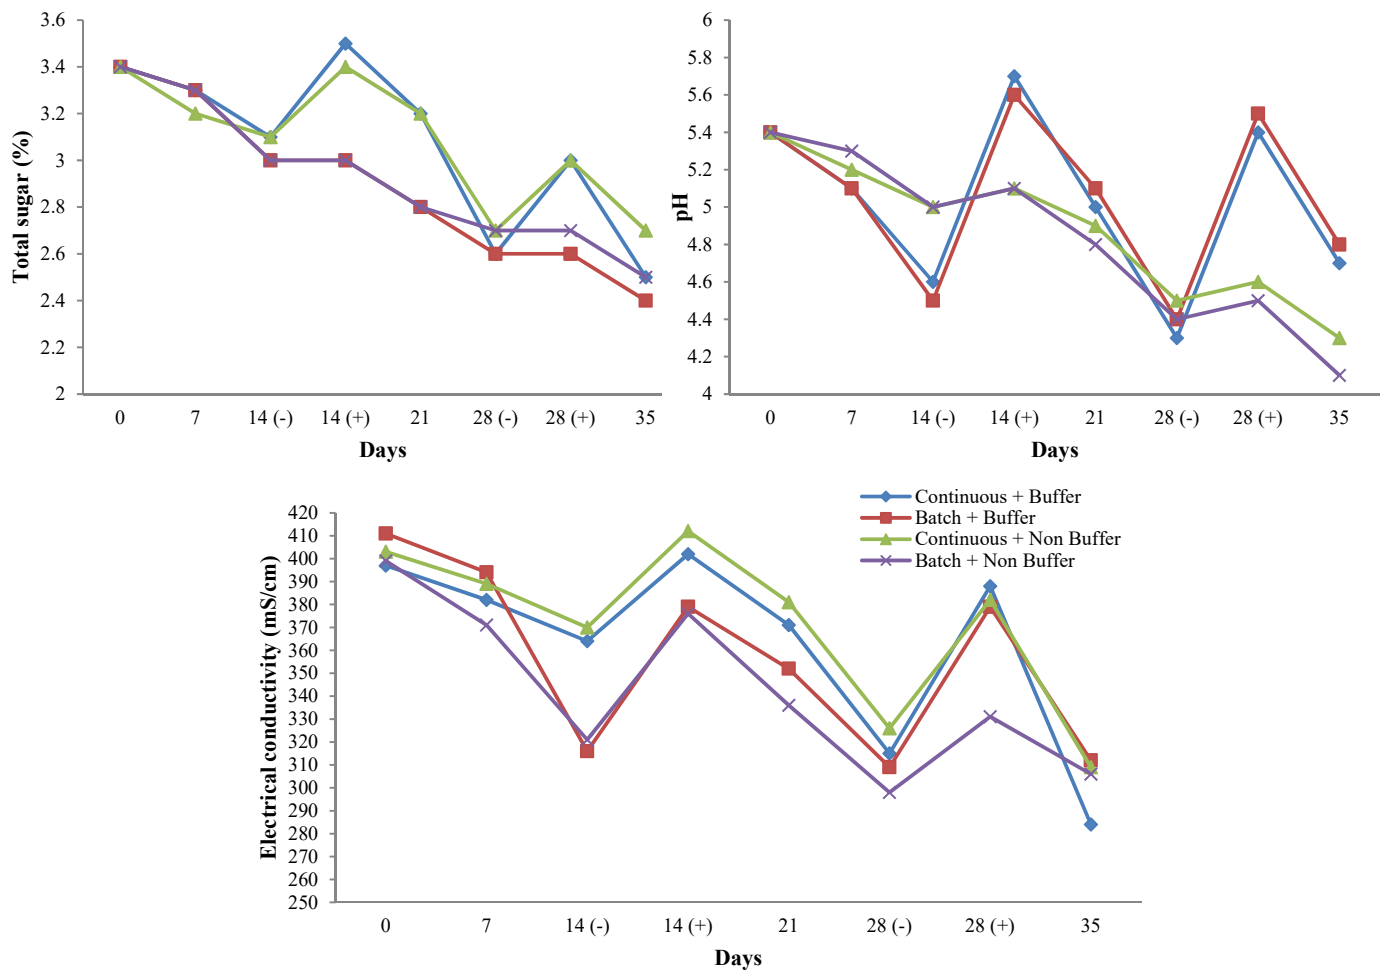 3.6
3.4
3.2
3
2.8
2.6
2.4
2.2
2
Total sugar (%)
0 7 14 (-) 14 (+) 21 28 (-) 28 (+) 35
Days
6
5.8
5.6
5.4
5.2
5
4.8
4.6
4.4
4.2
4
pH
0 7 14 (-) 14 (+) 21 28 (-) 28 (+) 35
Days
Continuous + Buffer
Batch + Buffer
Continuous + Non Buffer
Batch + Non Buffer
420
410
400
390
380
370
360
350
340
330
320
310
300
290
280
270
260
250
Electrical conductivity (mS/cm)
0 7 14 (-) 14 (+) 21 28 (-) 28 (+) 35
Days